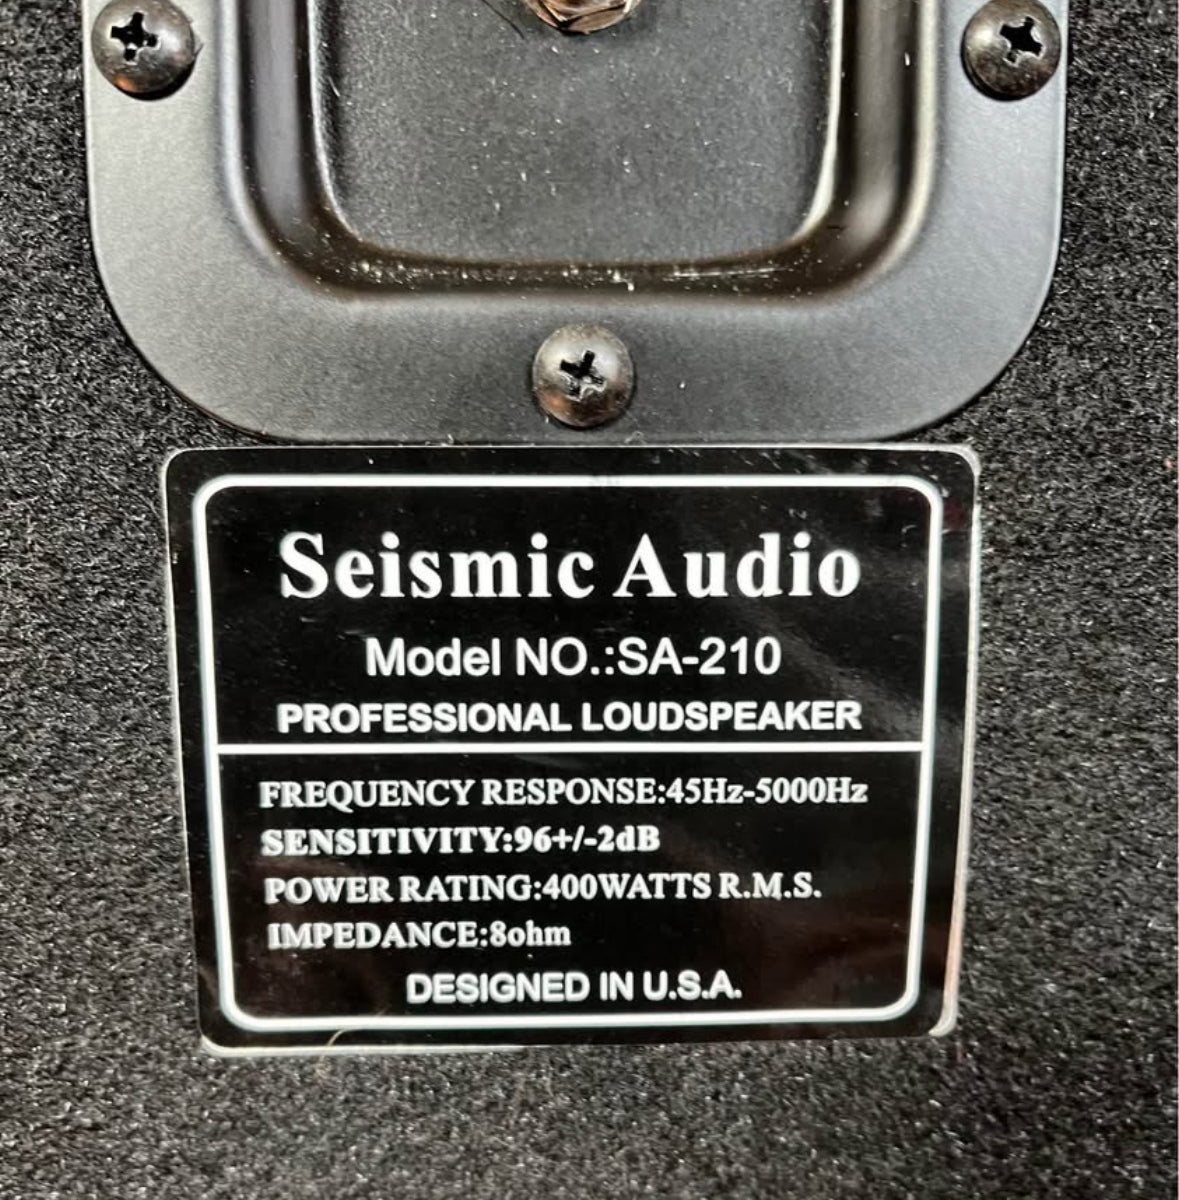 Seismic Audio
Model NO.:SA-210
PROFESSIONAL LOUDSPEAKER
FREQUENCY RESPONSE:45Hz-5000Hz
SENSITIVITY:96+/-2dB
POWER RATING:400WATTS R.M.S.
IMPEDANCE:8ohm
DESIGNED IN U.S.A.